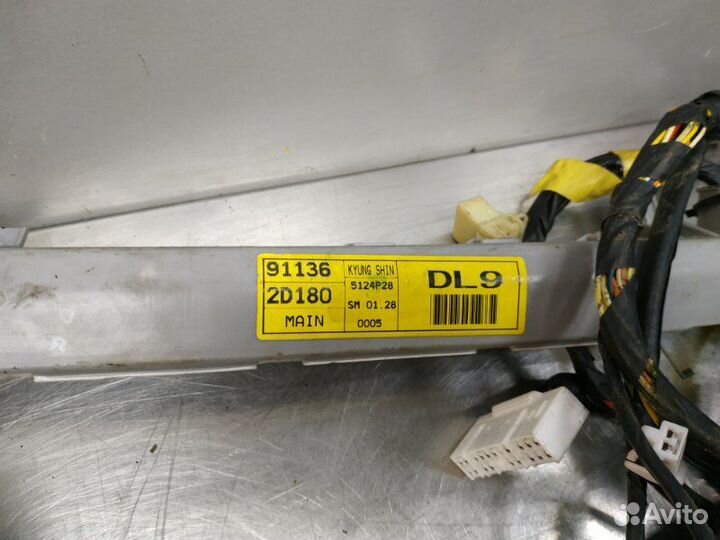 91136
2D180
MAIN
KYUNG SHIN
5124P28
SM 01.28
0005
DL9
Avito